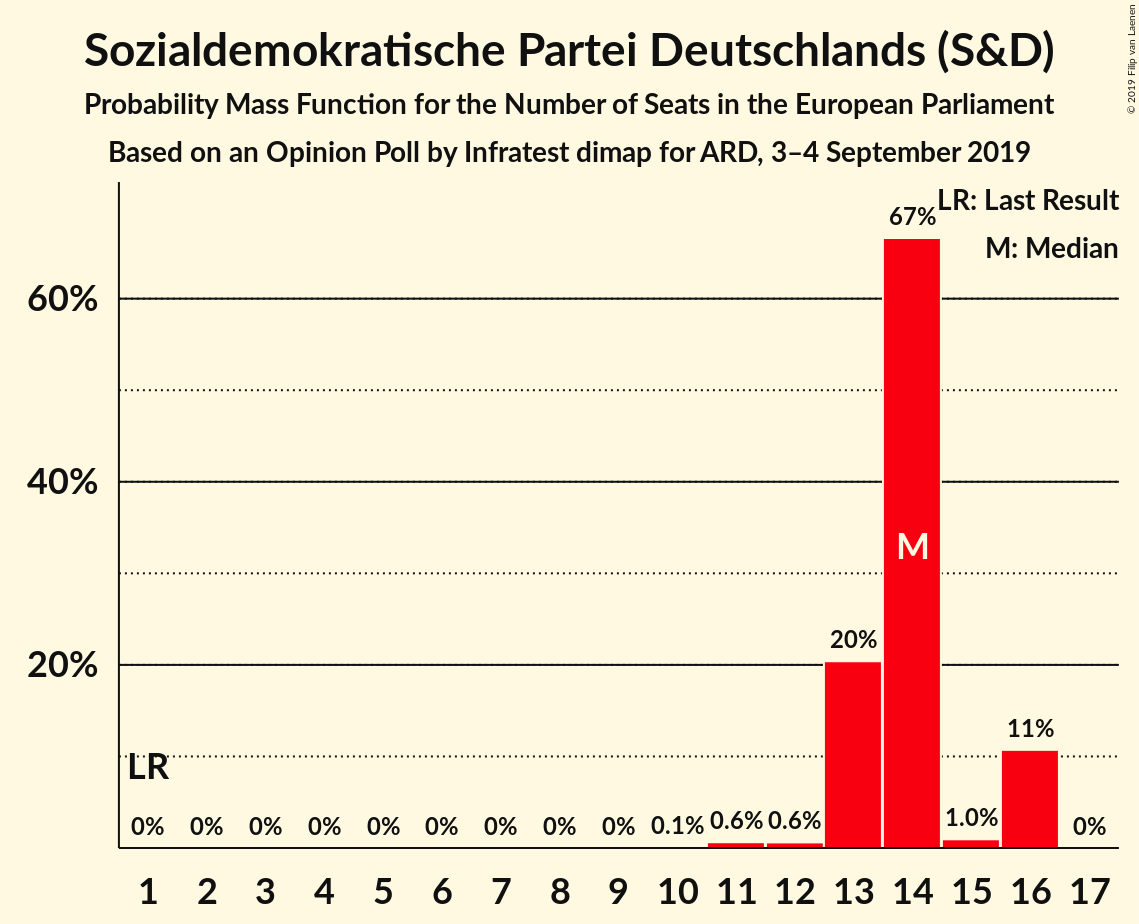 Sozialdemokratische Partei Deutschlands (S&D)
Probability Mass Function for the Number of Seats in the European Parliament
Based on an Opinion Poll by Infratest dimap for ARD, 3–4 September 2019
© 2019 Filip van Laenen
LR: Last Result
M: Median
67%
60%
40%
M
20%
20%
11%
LR
0% 0% 0% 0% 0% 0% 0% 0% 0% 0.1% 0.6% 0.6% 1.0% 0%
1 2 3 4 5 6 7 8 9 10 11 12 13 14 15 16 17